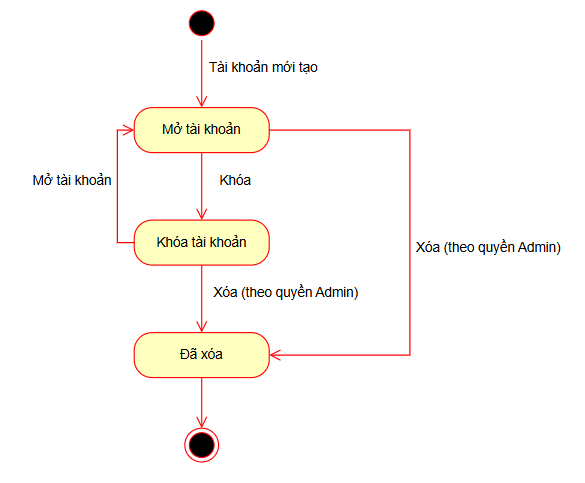 Tài khoản mới tạo
Mở tài khoản
Mở tài khoản
Khóa
Khóa tài khoản
Xóa (theo quyền Admin)
Xóa (theo quyền Admin)
Đã xóa